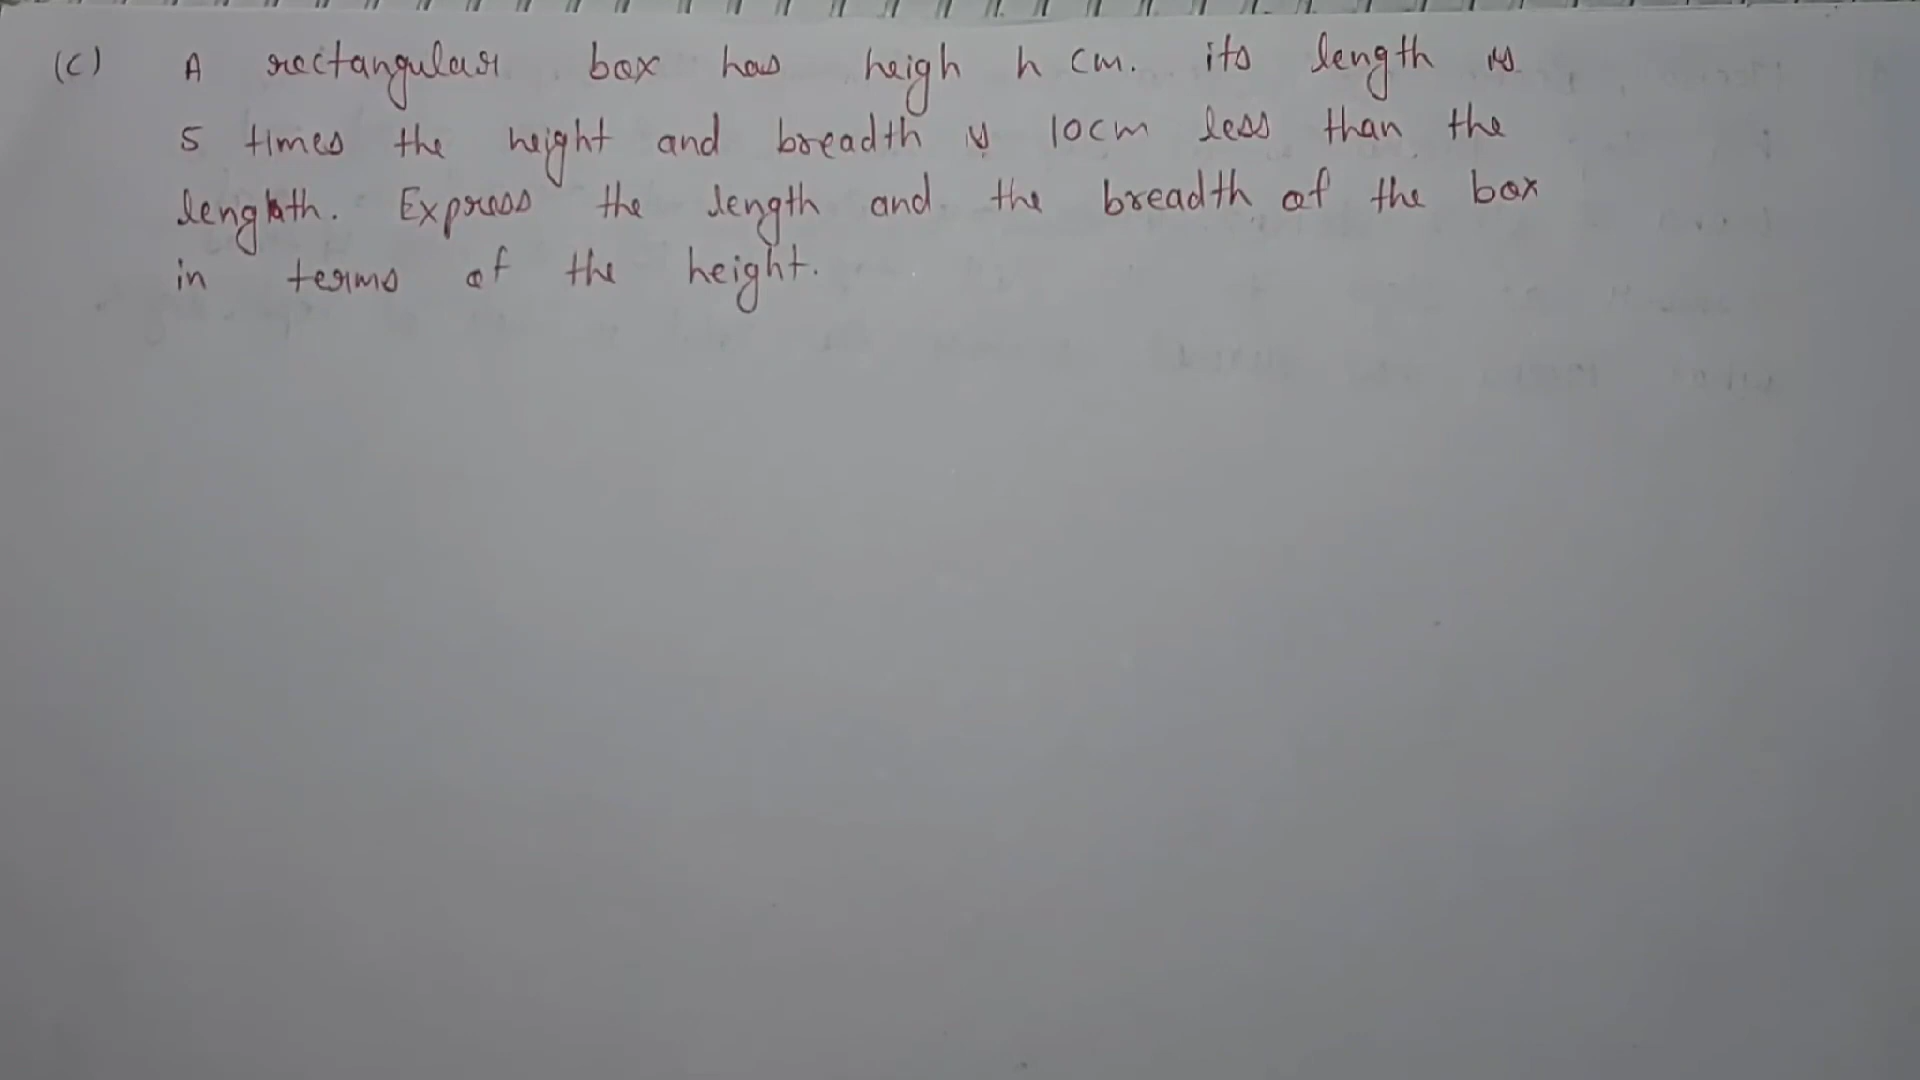 (c) A rectangular box has heigh h cm. its length is
5 times the height and breadth is 10cm less than the
length. Express the length and the breadth of the box
in terms of the height.